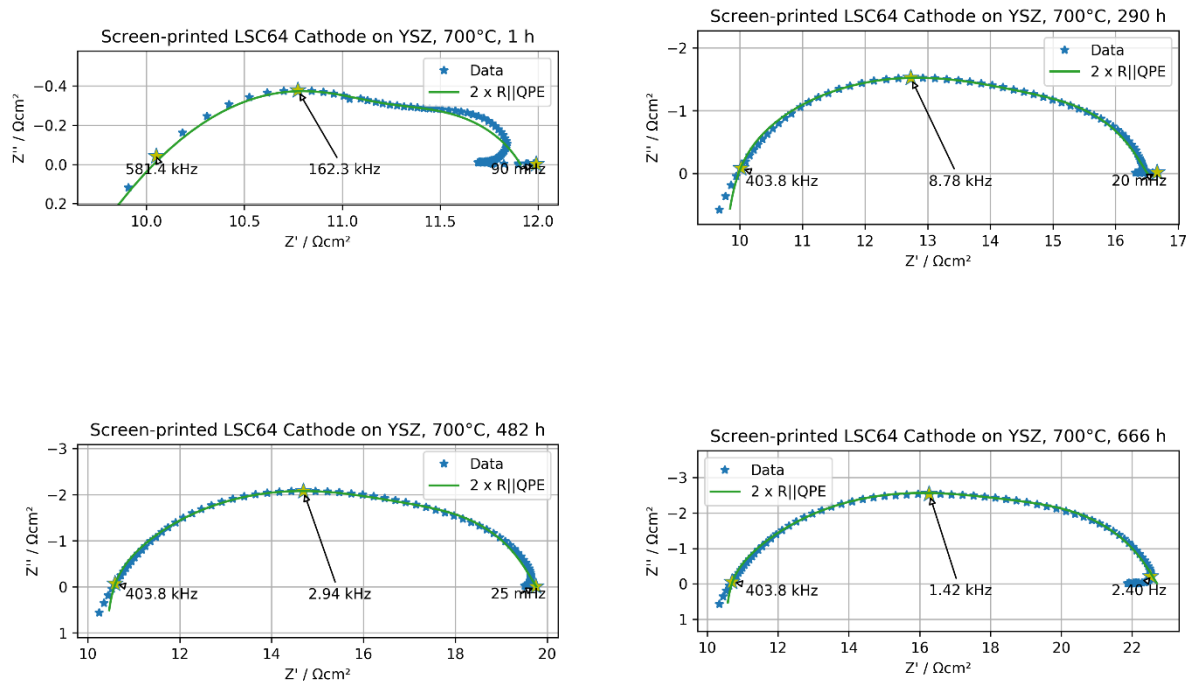 Screen-printed LSC64 Cathode on YSZ, 700°C, 1 h
Z'' / Ωcm²
−0.4
−0.2
0.0
0.2
Data
2 x R||QPE
581.4 kHz
162.3 kHz
90 mHz
10.0
10.5
11.0
11.5
12.0
Z' / Ωcm²
Screen-printed LSC64 Cathode on YSZ, 700°C, 290 h
Z'' / Ωcm²
−2
−1
0
Data
2 x R||QPE
403.8 kHz
8.78 kHz
20 mHz
10
11
12
13
14
15
16
17
Z' / Ωcm²
Screen-printed LSC64 Cathode on YSZ, 700°C, 482 h
Z'' / Ωcm²
−3
−2
−1
0
1
Data
2 x R||QPE
403.8 kHz
2.94 kHz
25 mHz
10
12
14
16
18
20
Z' / Ωcm²
Screen-printed LSC64 Cathode on YSZ, 700°C, 666 h
Z'' / Ωcm²
−3
−2
−1
0
1
Data
2 x R||QPE
403.8 kHz
1.42 kHz
2.40 Hz
10
12
14
16
18
20
22
Z' / Ωcm²